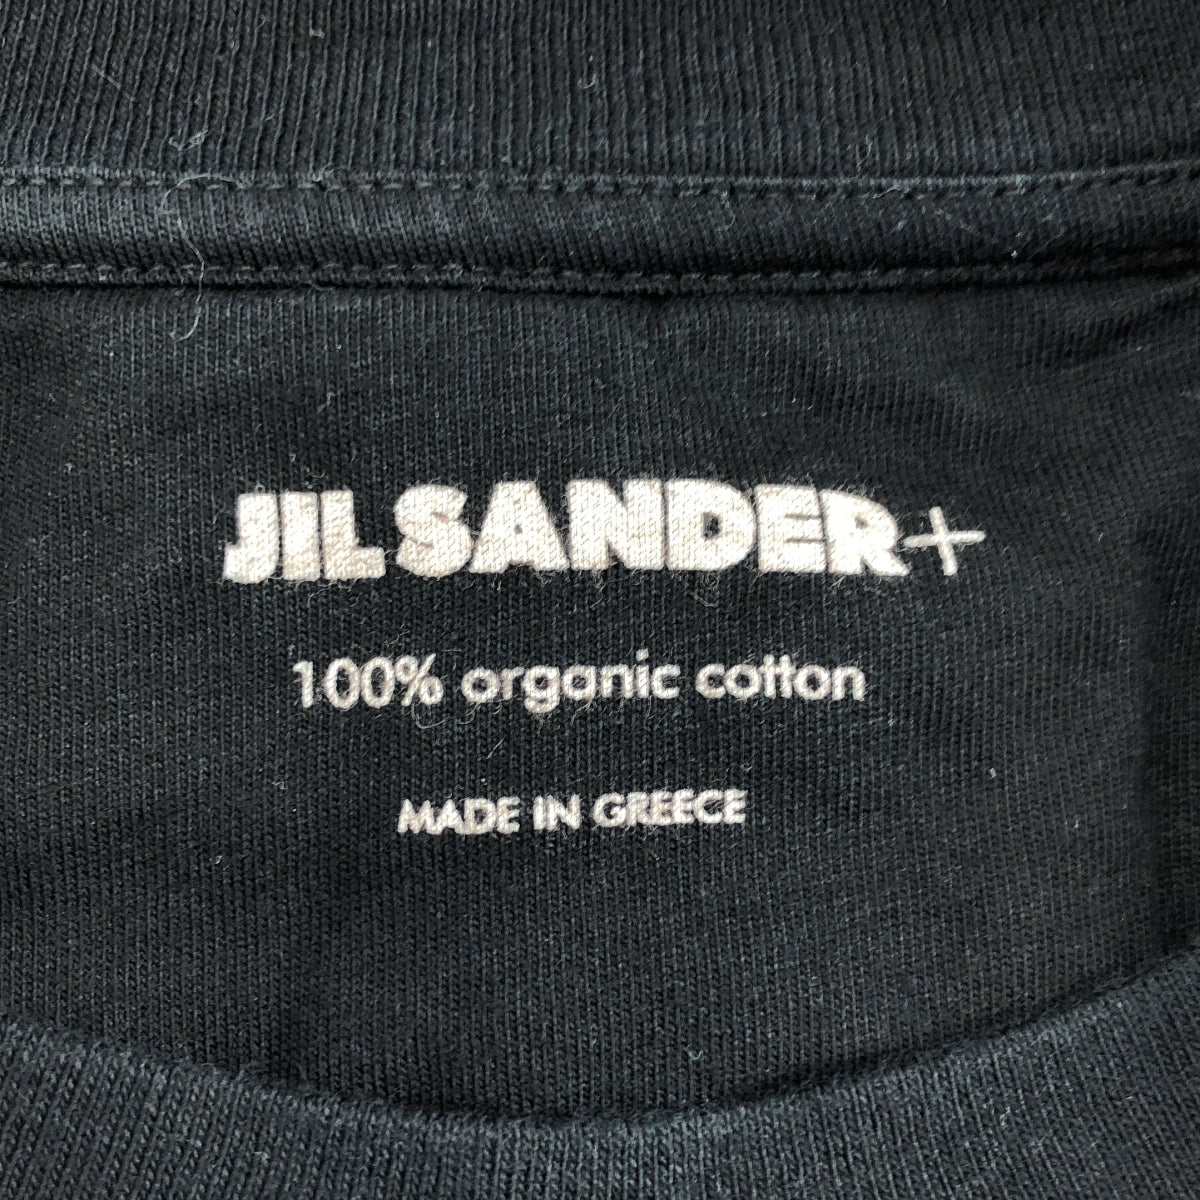 JIL SANDER+
100% organic cotton
MADE IN GREECE